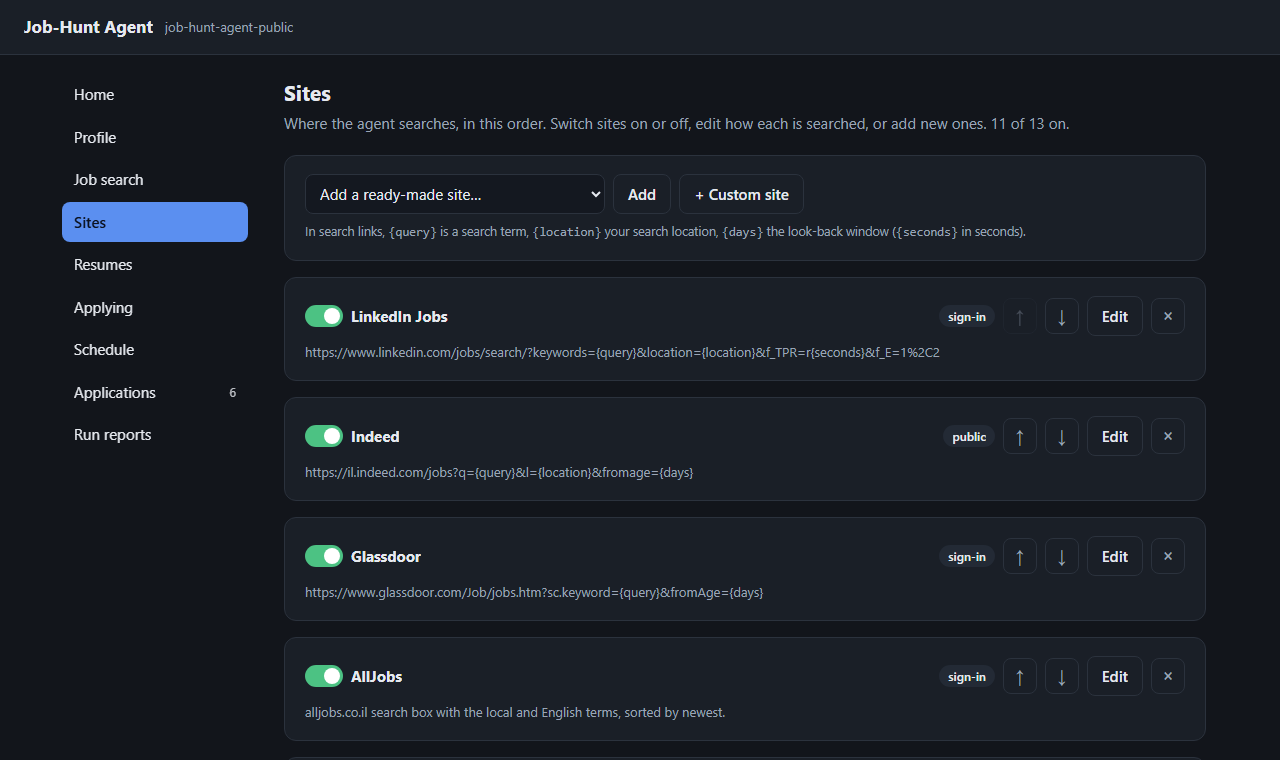 Job-Hunt Agent job-hunt-agent-public
Home
Profile
Job search
Sites
Resumes
Applying
Schedule
Applications 6
Run reports
Sites
Where the agent searches, in this order. Switch sites on or off, edit how each is searched, or add new ones. 11 of 13 on.
Add a ready-made site... Add + Custom site
In search links, {query} is a search term, {location} your search location, {days} the look-back window ({seconds} in seconds).
LinkedIn Jobs sign-in ↑ ↓ Edit ×
https://www.linkedin.com/jobs/search/?keywords={query}&location={location}&f_TPR=r{seconds}&f_E=1%2C2
Indeed public ↑ ↓ Edit ×
https://il.indeed.com/jobs?q={query}&l={location}&fromage={days}
Glassdoor sign-in ↑ ↓ Edit ×
https://www.glassdoor.com/Job/jobs.htm?sc.keyword={query}&fromAge={days}
AllJobs sign-in ↑ ↓ Edit ×
alljobs.co.il search box with the local and English terms, sorted by newest.